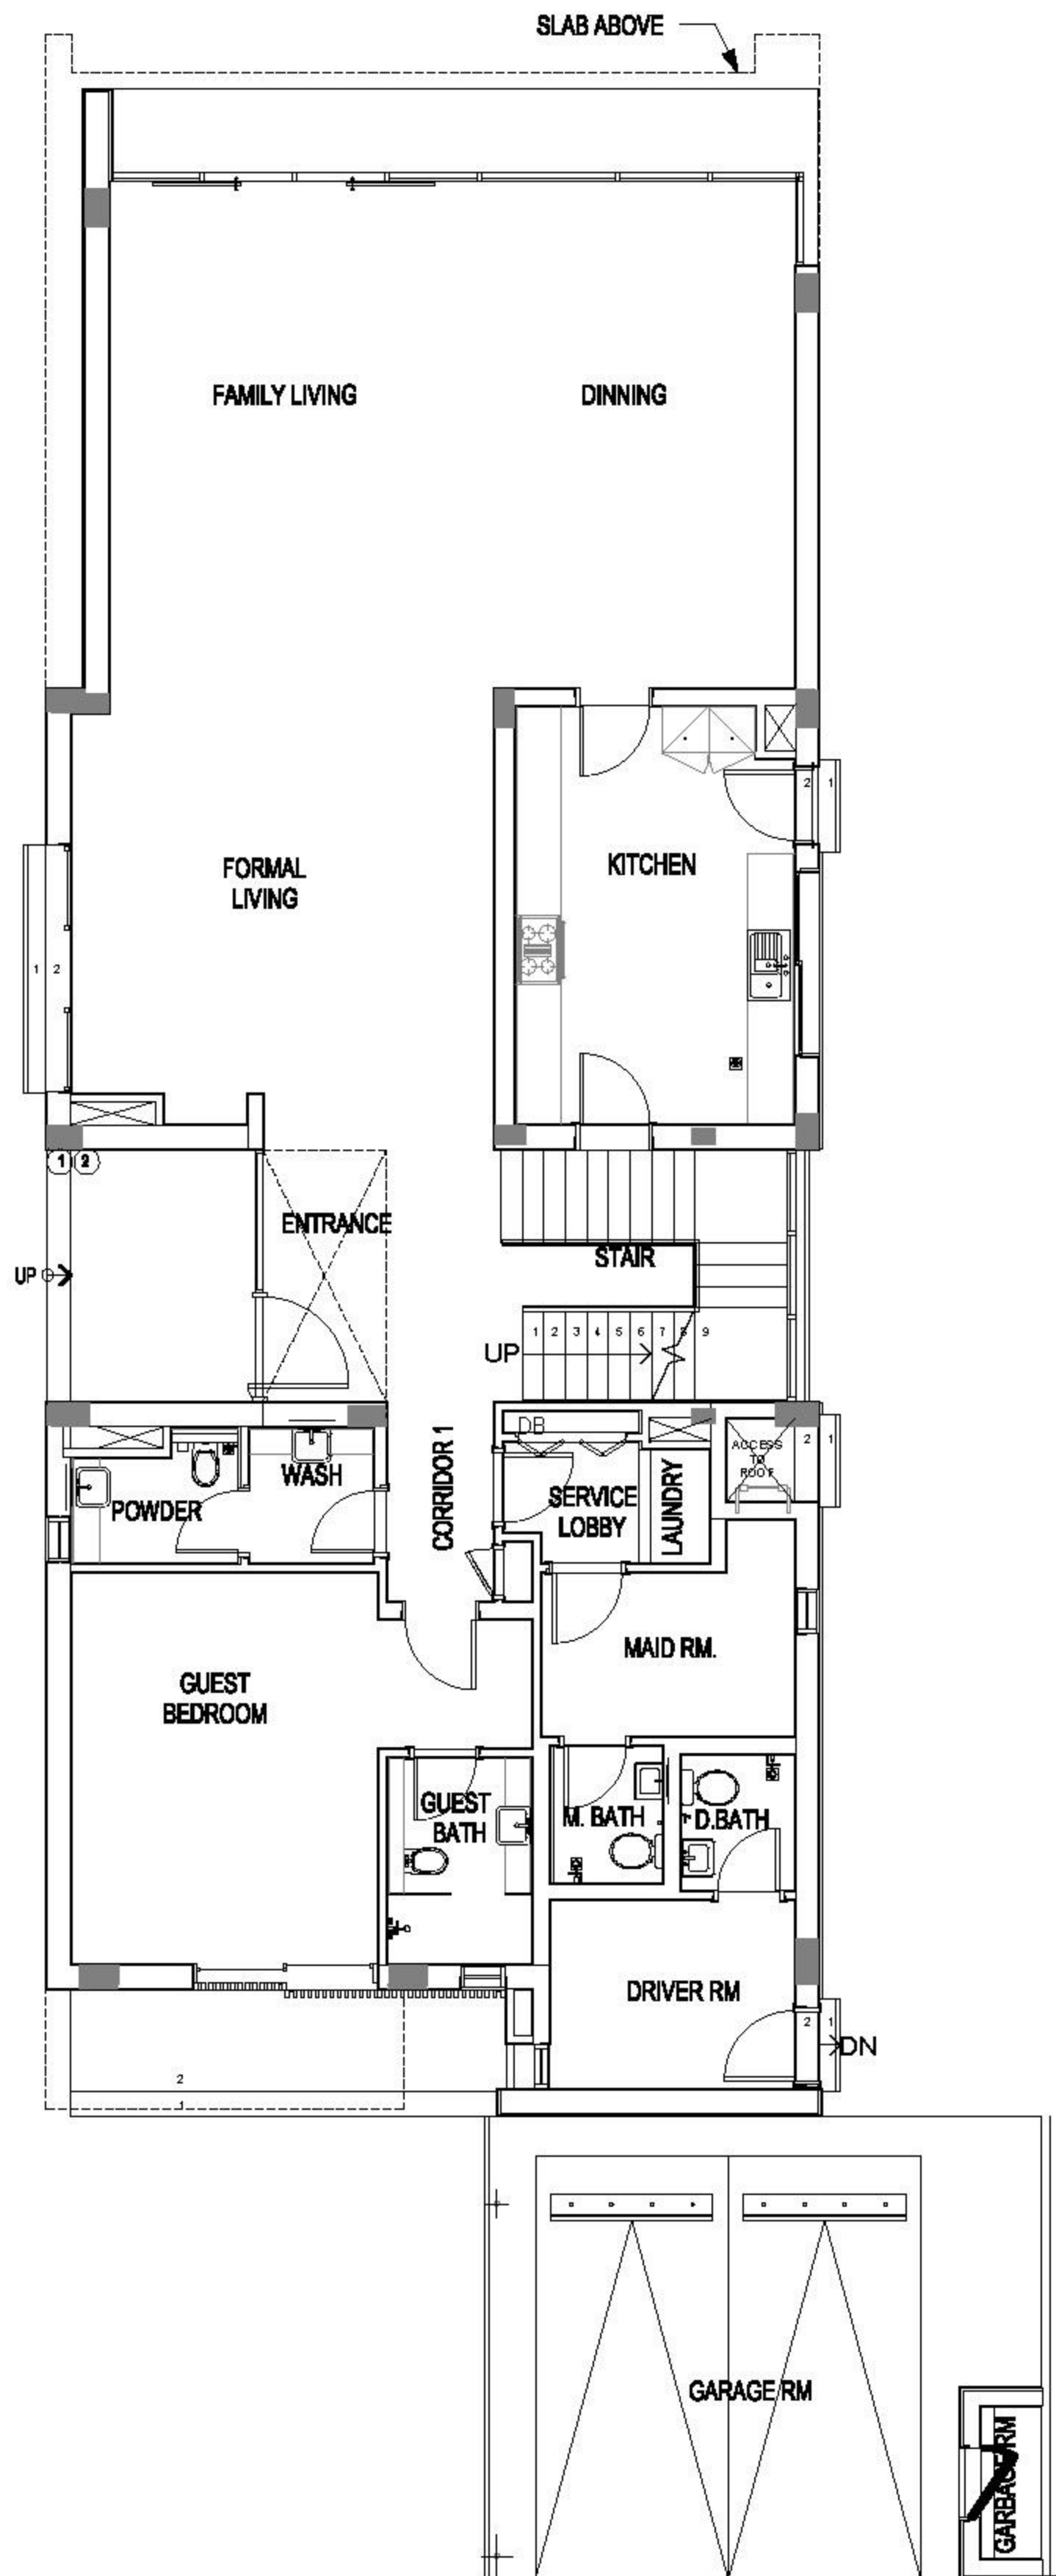 SLAB ABOVE
FAMILY LIVING
DINNING
2 1
FORMAL
LIVING
KITCHEN
1 2
1 2
ENTRANCE
STAIR
UP
1 2 3 4 5 6 7 8 9
UP
DB
ACCESS
TO
ROOF
2 1
CORRIDOR 1
WASH
POWDER
SERVICE
LOBBY
LAUNDRY
MAID RM.
GUEST
BEDROOM
GUEST
BATH
M. BATH
D.BATH
DRIVER RM
2 1
DN
2
1
GARAGE RM
GARBAGE RM